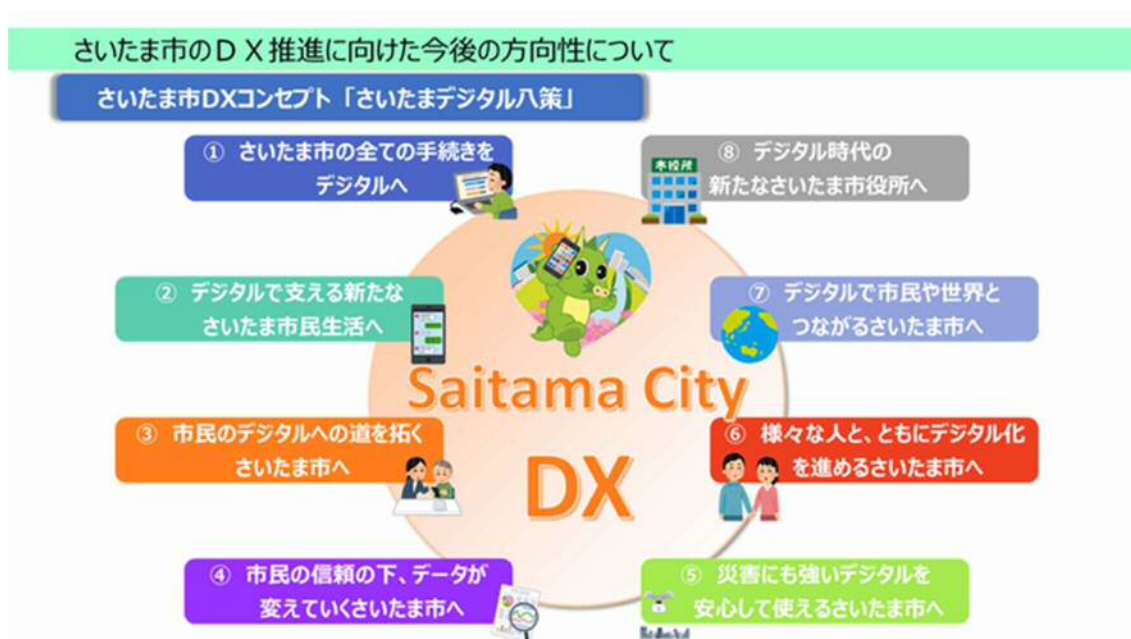 さいたま市のDX推進に向けた今後の方向性について
さいたま市DXコンセプト「さいたまデジタル八策」
① さいたま市の全ての手続きを
デジタルへ
② デジタルで支える新たな
さいたま市民生活へ
③ 市民のデジタルへの道を拓く
さいたま市へ
④ 市民の信頼の下、データが
変えていくさいたま市へ
⑤ 災害にも強いデジタルを
安心して使えるさいたま市へ
⑥ 様々な人と、ともにデジタル化
を進めるさいたま市へ
⑦ デジタルで市民や世界と
つながるさいたま市へ
⑧ デジタル時代の
新たなさいたま市役所へ
市役所
Saitama City
DX